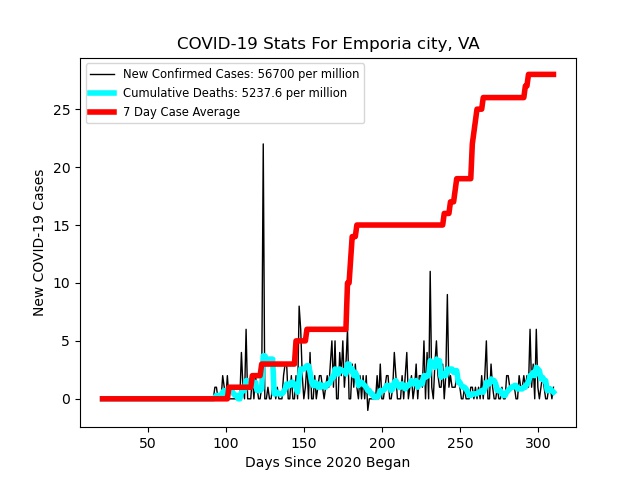 COVID-19 Stats For Emporia city, VA
New Confirmed Cases: 56700 per million
Cumulative Deaths: 5237.6 per million
7 Day Case Average
New COVID-19 Cases
25
20
15
10
5
0
50 100 150 200 250 300
Days Since 2020 Began